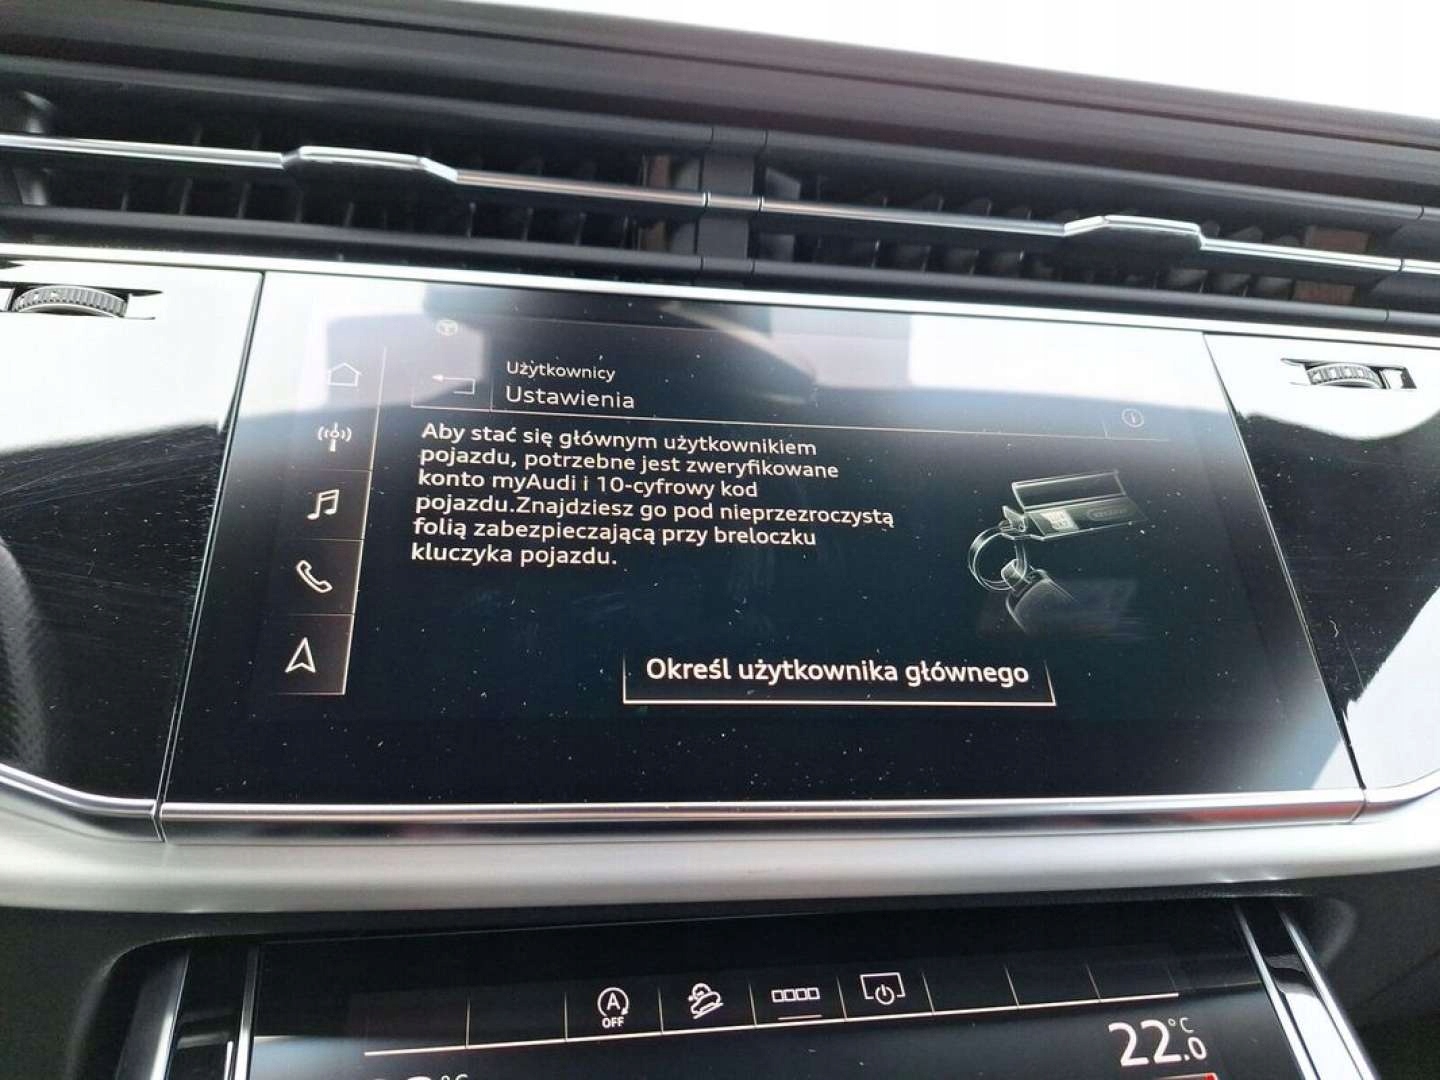 Użytkownicy
Ustawienia
Aby stać się głównym użytkownikiem
pojazdu, potrzebne jest zweryfikowane
konto myAudi i 10-cyfrowy kod
pojazdu.Znajdziesz go pod nieprzezroczystą
folią zabezpieczającą przy breloczku
kluczyka pojazdu.
Określ użytkownika głównego
A
OFF
22.0 °C
°C